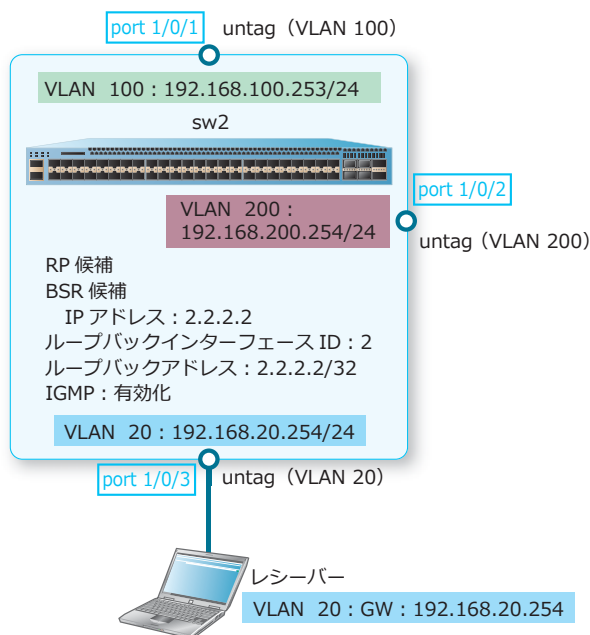 port 1/0/1 untag（VLAN 100）
VLAN 100：192.168.100.253/24
sw2
port 1/0/2
VLAN 200：
192.168.200.254/24
untag（VLAN 200）
RP 候補
BSR 候補
IP アドレス：2.2.2.2
ループバックインターフェース ID：2
ループバックアドレス：2.2.2.2/32
IGMP：有効化
VLAN 20：192.168.20.254/24
port 1/0/3 untag（VLAN 20）
レシーバー
VLAN 20：GW：192.168.20.254